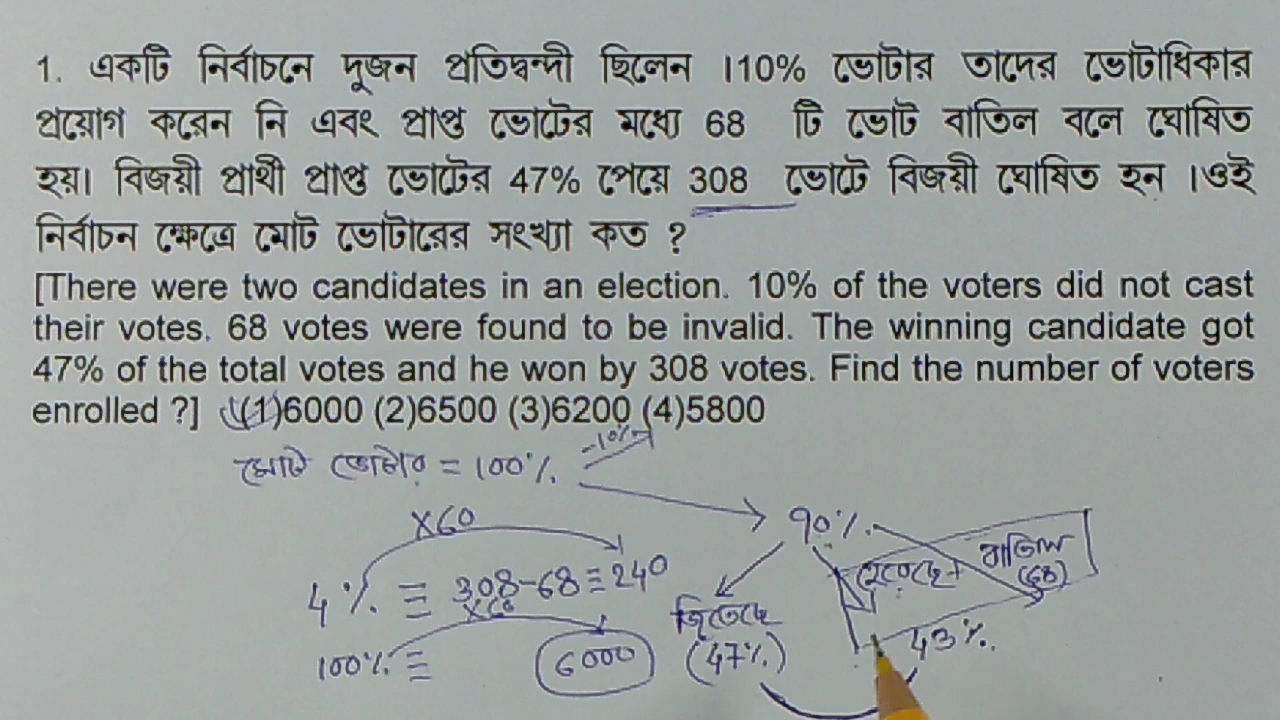 1. একটি নির্বাচনে দুজন প্রতিদ্বন্দী ছিলেন ।10% ভোটার তাদের ভোটাধিকার
প্রয়োগ করেন নি এবং প্রাপ্ত ভোটের মধ্যে 68 টি ভোট বাতিল বলে ঘোষিত
হয়। বিজয়ী প্রার্থী প্রাপ্ত ভোটের 47% পেয়ে 308 ভোটে বিজয়ী ঘোষিত হন ।ওই
নির্বাচন ক্ষেত্রে মোট ভোটারের সংখ্যা কত ?
[There were two candidates in an election. 10% of the voters did not cast
their votes. 68 votes were found to be invalid. The winning candidate got
47% of the total votes and he won by 308 votes. Find the number of voters
enrolled ?] (1)6000 (2)6500 (3)6200 (4)5800
-10%
মোট ভোটার = 100%
×60
90%
বাতিল
(68)
হেরেছে +
4% ≡ 308-68 ≡ 240
×60
জিতেছে
(47%)
43%
100% ≡ 6000